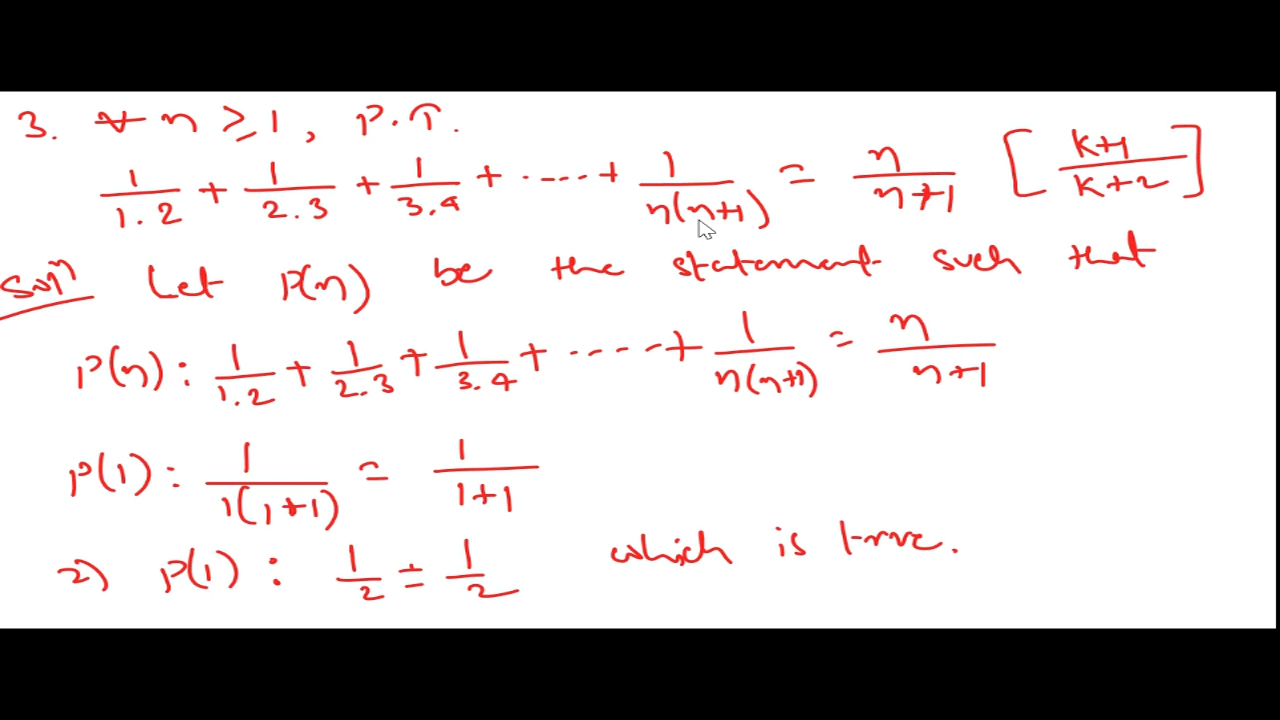 3. ∀ n ≥ 1, P.T.
1/1.2 + 1/2.3 + 1/3.4 + ..... + 1/n(n+1) = n/n+1 [k+1/k+2]
Solⁿ Let P(n) be the statement such that
P(n): 1/1.2 + 1/2.3 + 1/3.4 + ..... + 1/n(n+1) = n/n+1
P(1): 1/1(1+1) = 1/1+1
⇒ P(1): 1/2 = 1/2 which is true.